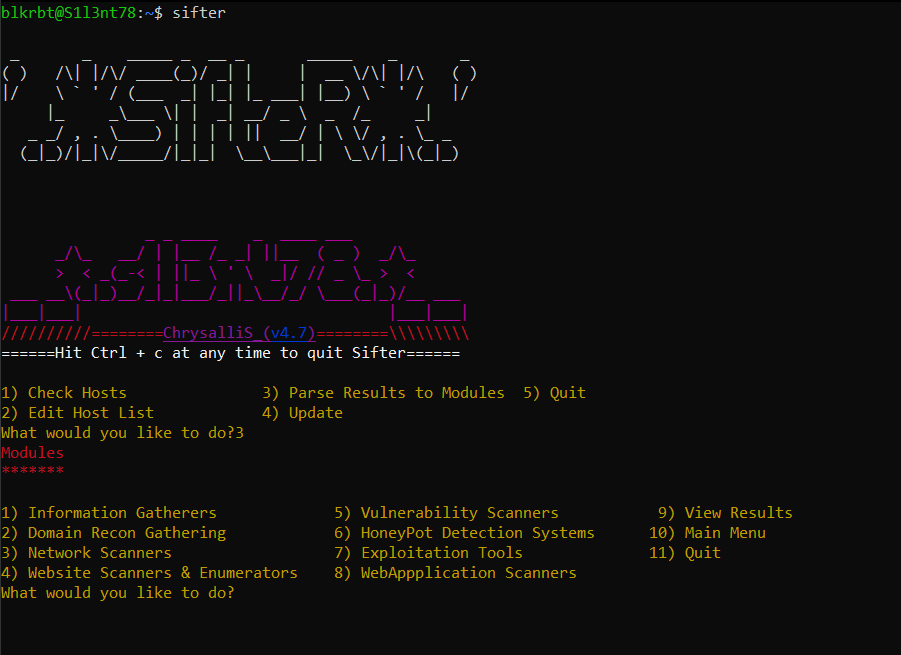 blkrbt@S1l3nt78:~$ sifter
*SifteR*
//////////========ChrysalliS_(v4.7)========\\\\\\\\\
======Hit Ctrl + c at any time to quit Sifter======
1) Check Hosts 3) Parse Results to Modules 5) Quit
2) Edit Host List 4) Update
What would you like to do?3
Modules
*******
1) Information Gatherers 5) Vulnerability Scanners 9) View Results
2) Domain Recon Gathering 6) HoneyPot Detection Systems 10) Main Menu
3) Network Scanners 7) Exploitation Tools 11) Quit
4) Website Scanners & Enumerators 8) WebAppplication Scanners
What would you like to do?